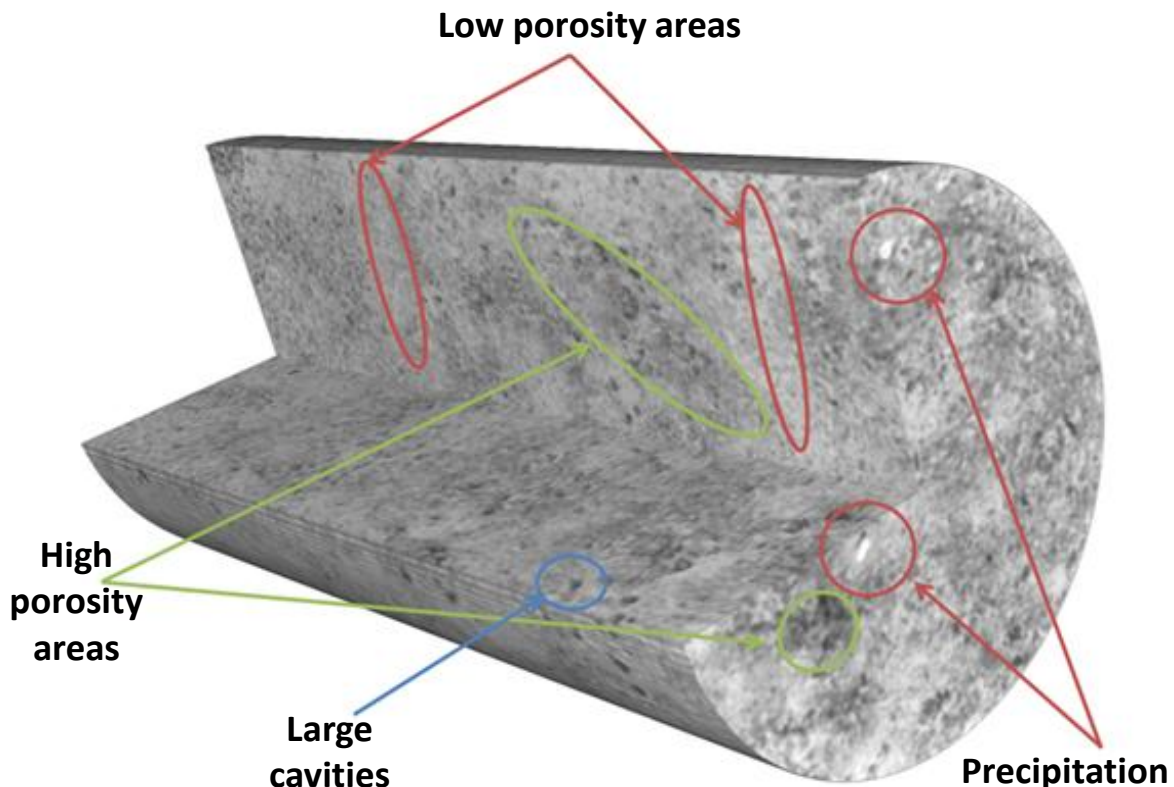 Low porosity areas
High
porosity
areas
Large
cavities
Precipitation